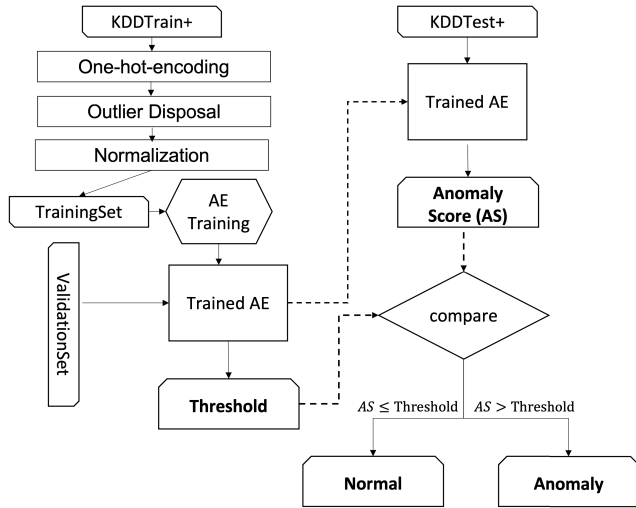 KDDTrain+
One-hot-encoding
Outlier Disposal
Normalization
TrainingSet
AE
Training
ValidationSet
Trained AE
Threshold
KDDTest+
Trained AE
Anomaly
Score (AS)
compare
AS ≤ Threshold
AS > Threshold
Normal
Anomaly